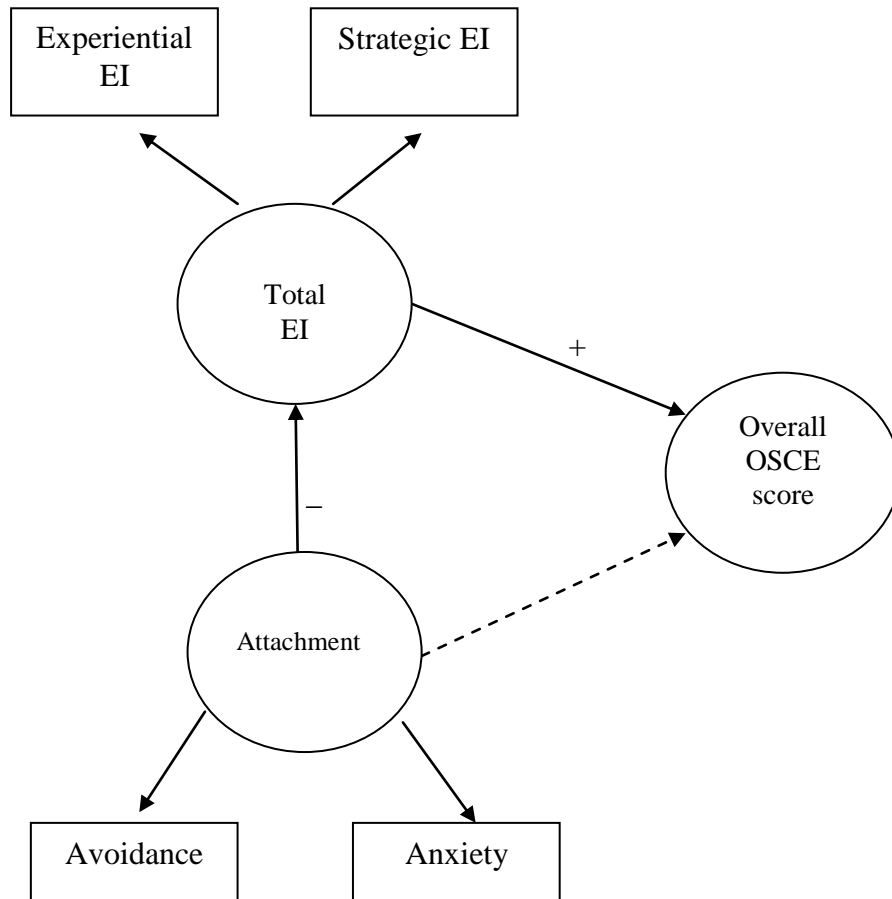 Experiential
EI
Strategic EI
Total
EI
+
Overall
OSCE
score
−
Attachment
Avoidance
Anxiety